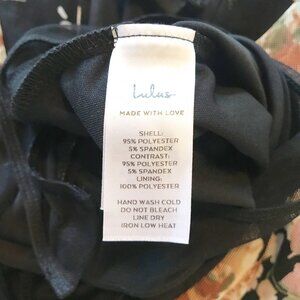 Lulus
MADE WITH LOVE
SHELL:
95% POLYESTER
5% SPANDEX
CONTRAST:
95% POLYESTER
5% SPANDEX
LINING:
100% POLYESTER
HAND WASH COLD
DO NOT BLEACH
LINE DRY
IRON LOW HEAT